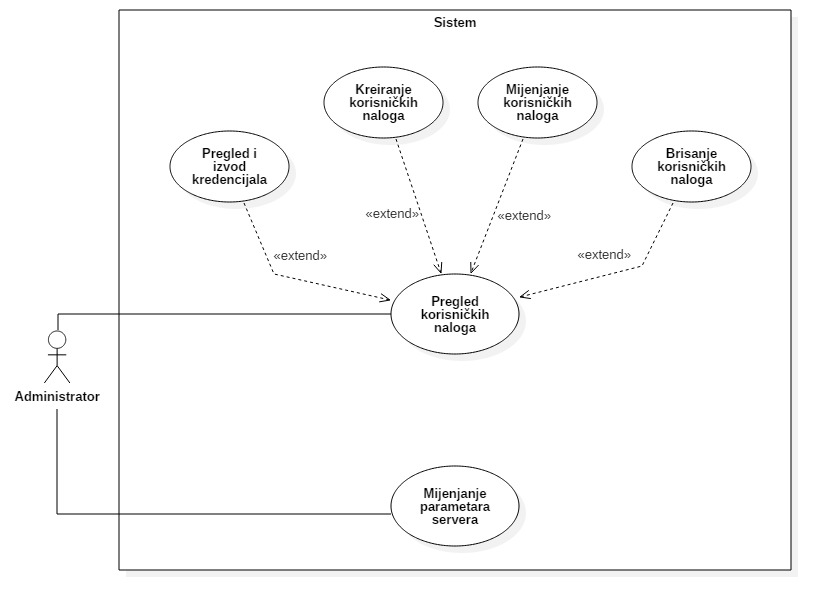 Sistem
Kreiranje
korisničkih
naloga
Mijenjanje
korisničkih
naloga
Pregled i
izvod
kredencijala
Brisanje
korisničkih
naloga
«extend»
«extend»
«extend»
«extend»
Pregled
korisničkih
naloga
Administrator
Mijenjanje
parametara
servera